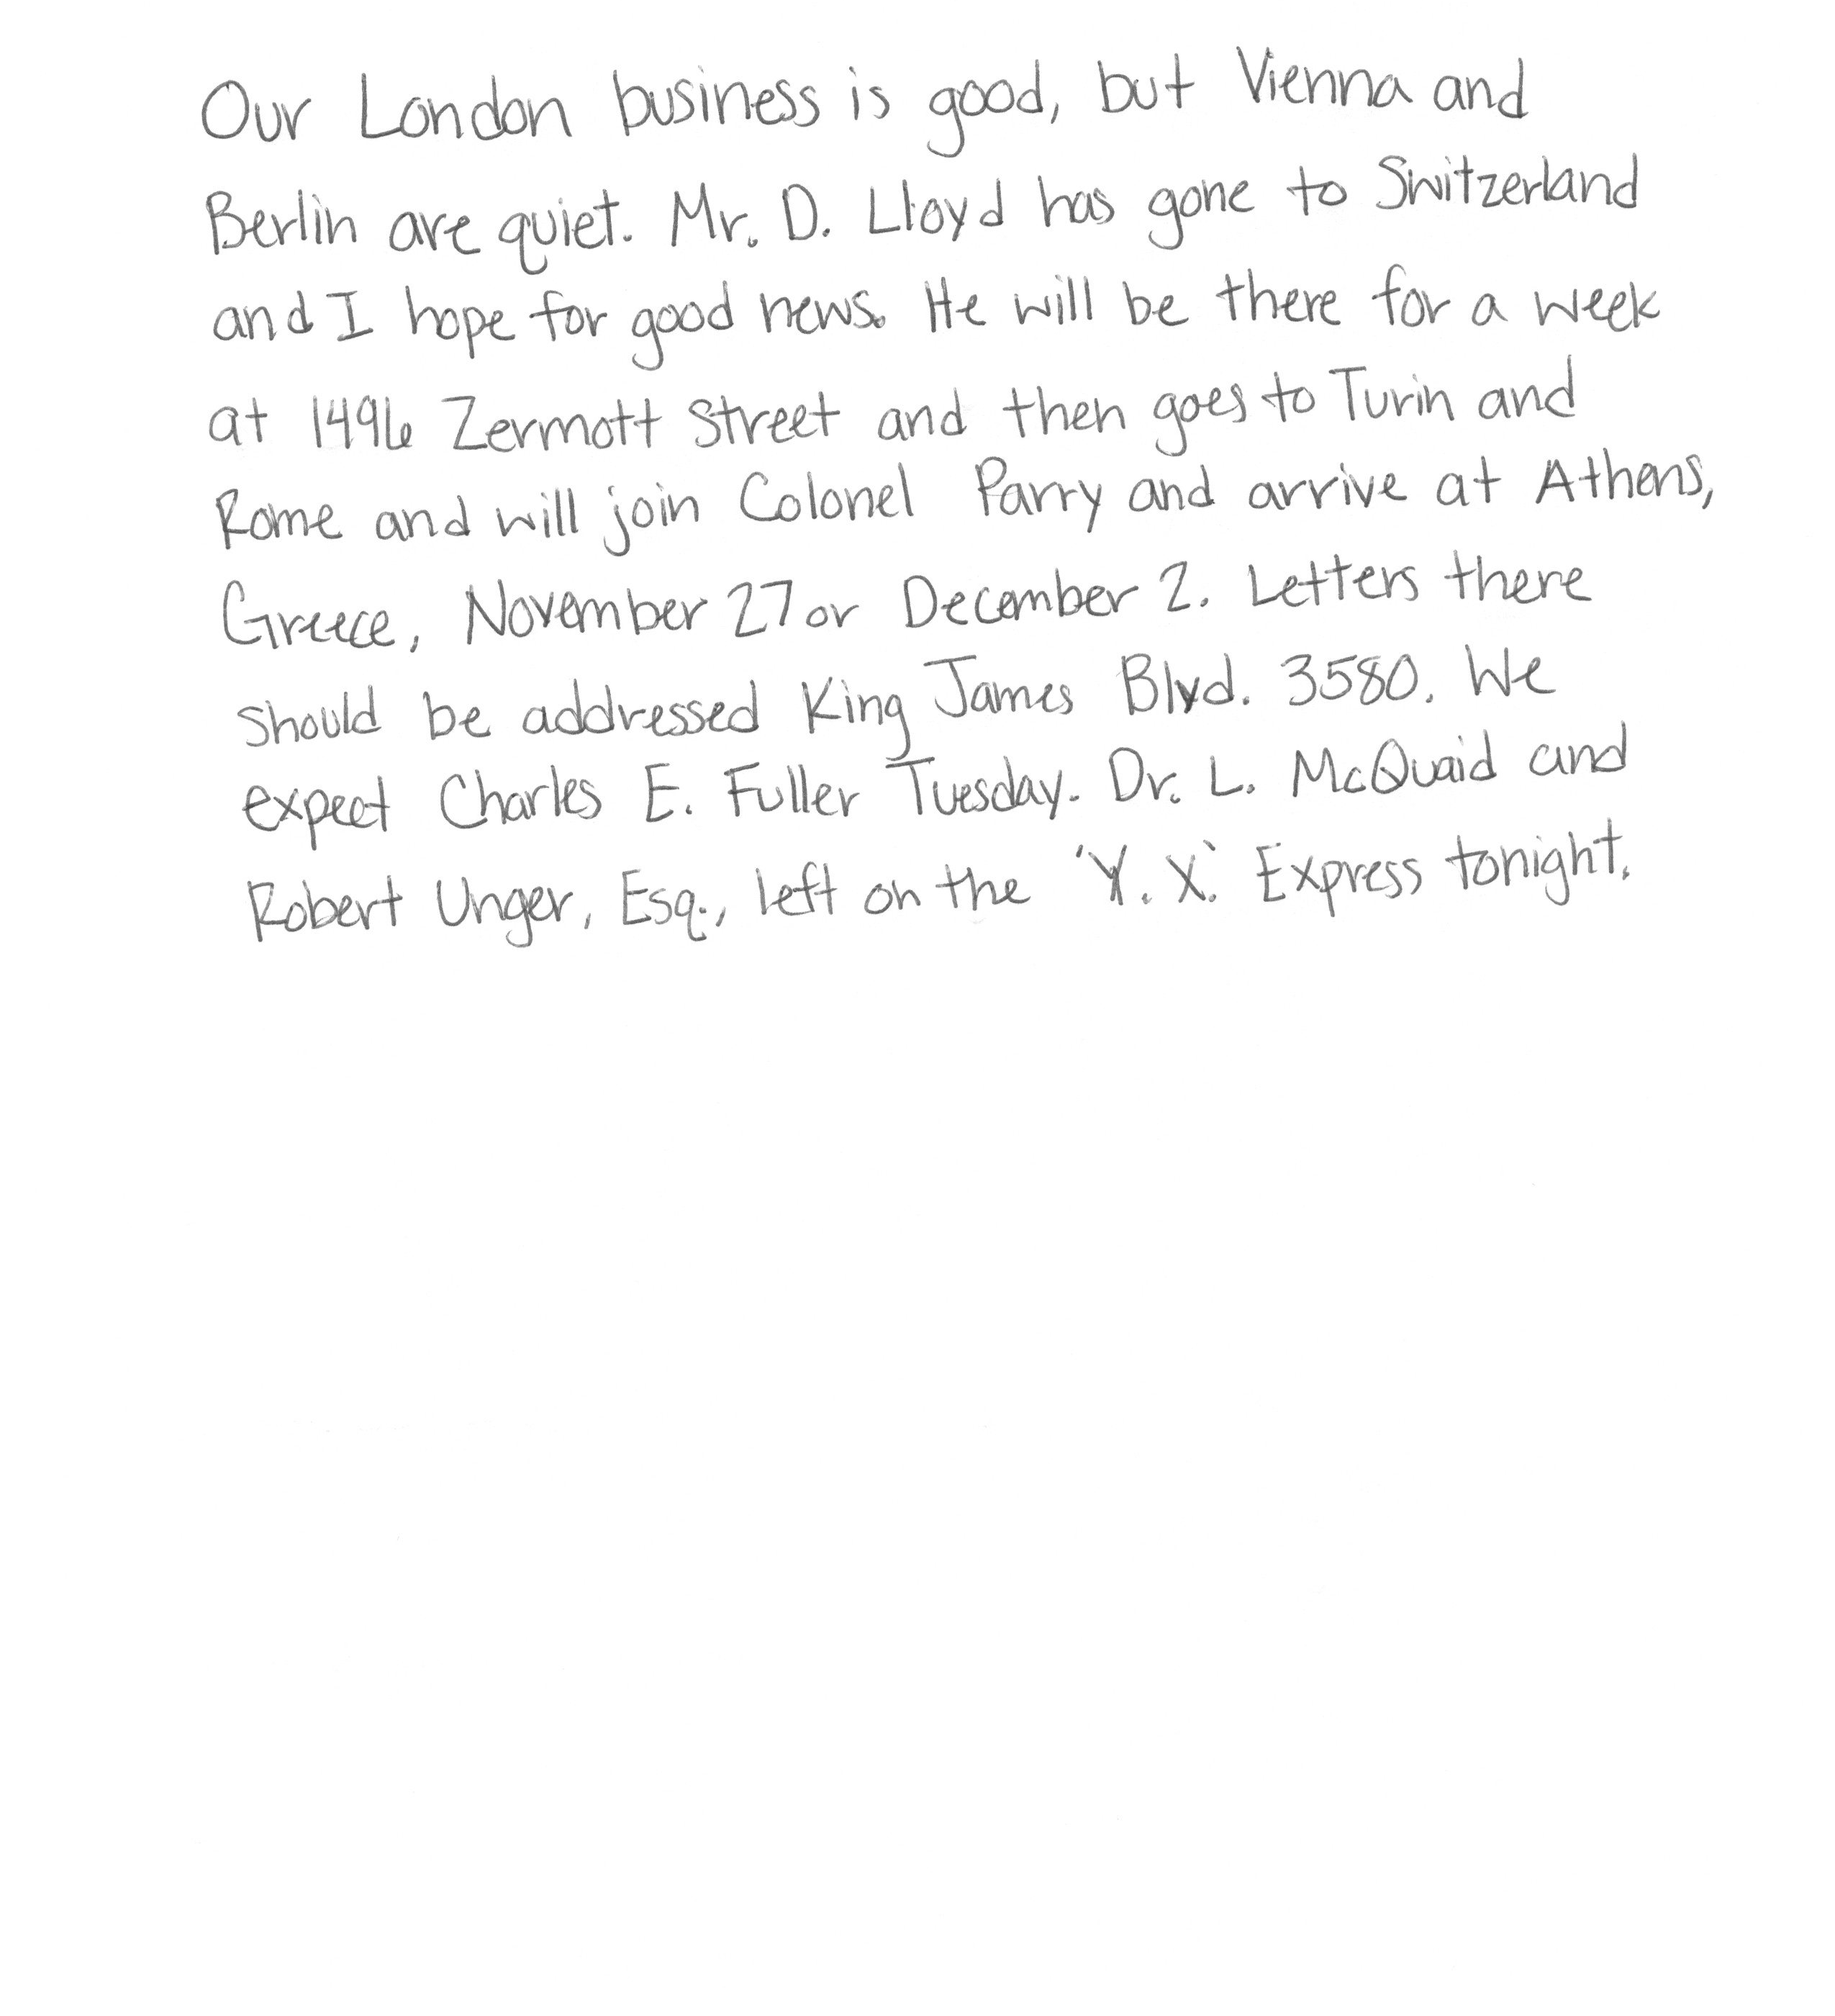 Our London business is good, but Vienna and
Berlin are quiet. Mr. D. Lloyd has gone to Switzerland
and I hope for good news. He will be there for a week
at 1496 Zermott Street and then goes to Turin and
Rome and will join Colonel Parry and arrive at Athens,
Greece, November 27 or December 2. Letters there
should be addressed King James Blvd. 3580. We
expect Charles E. Fuller Tuesday. Dr. L. McQuaid and
Robert Unger, Esq., left on the 'Y. X.' Express tonight.